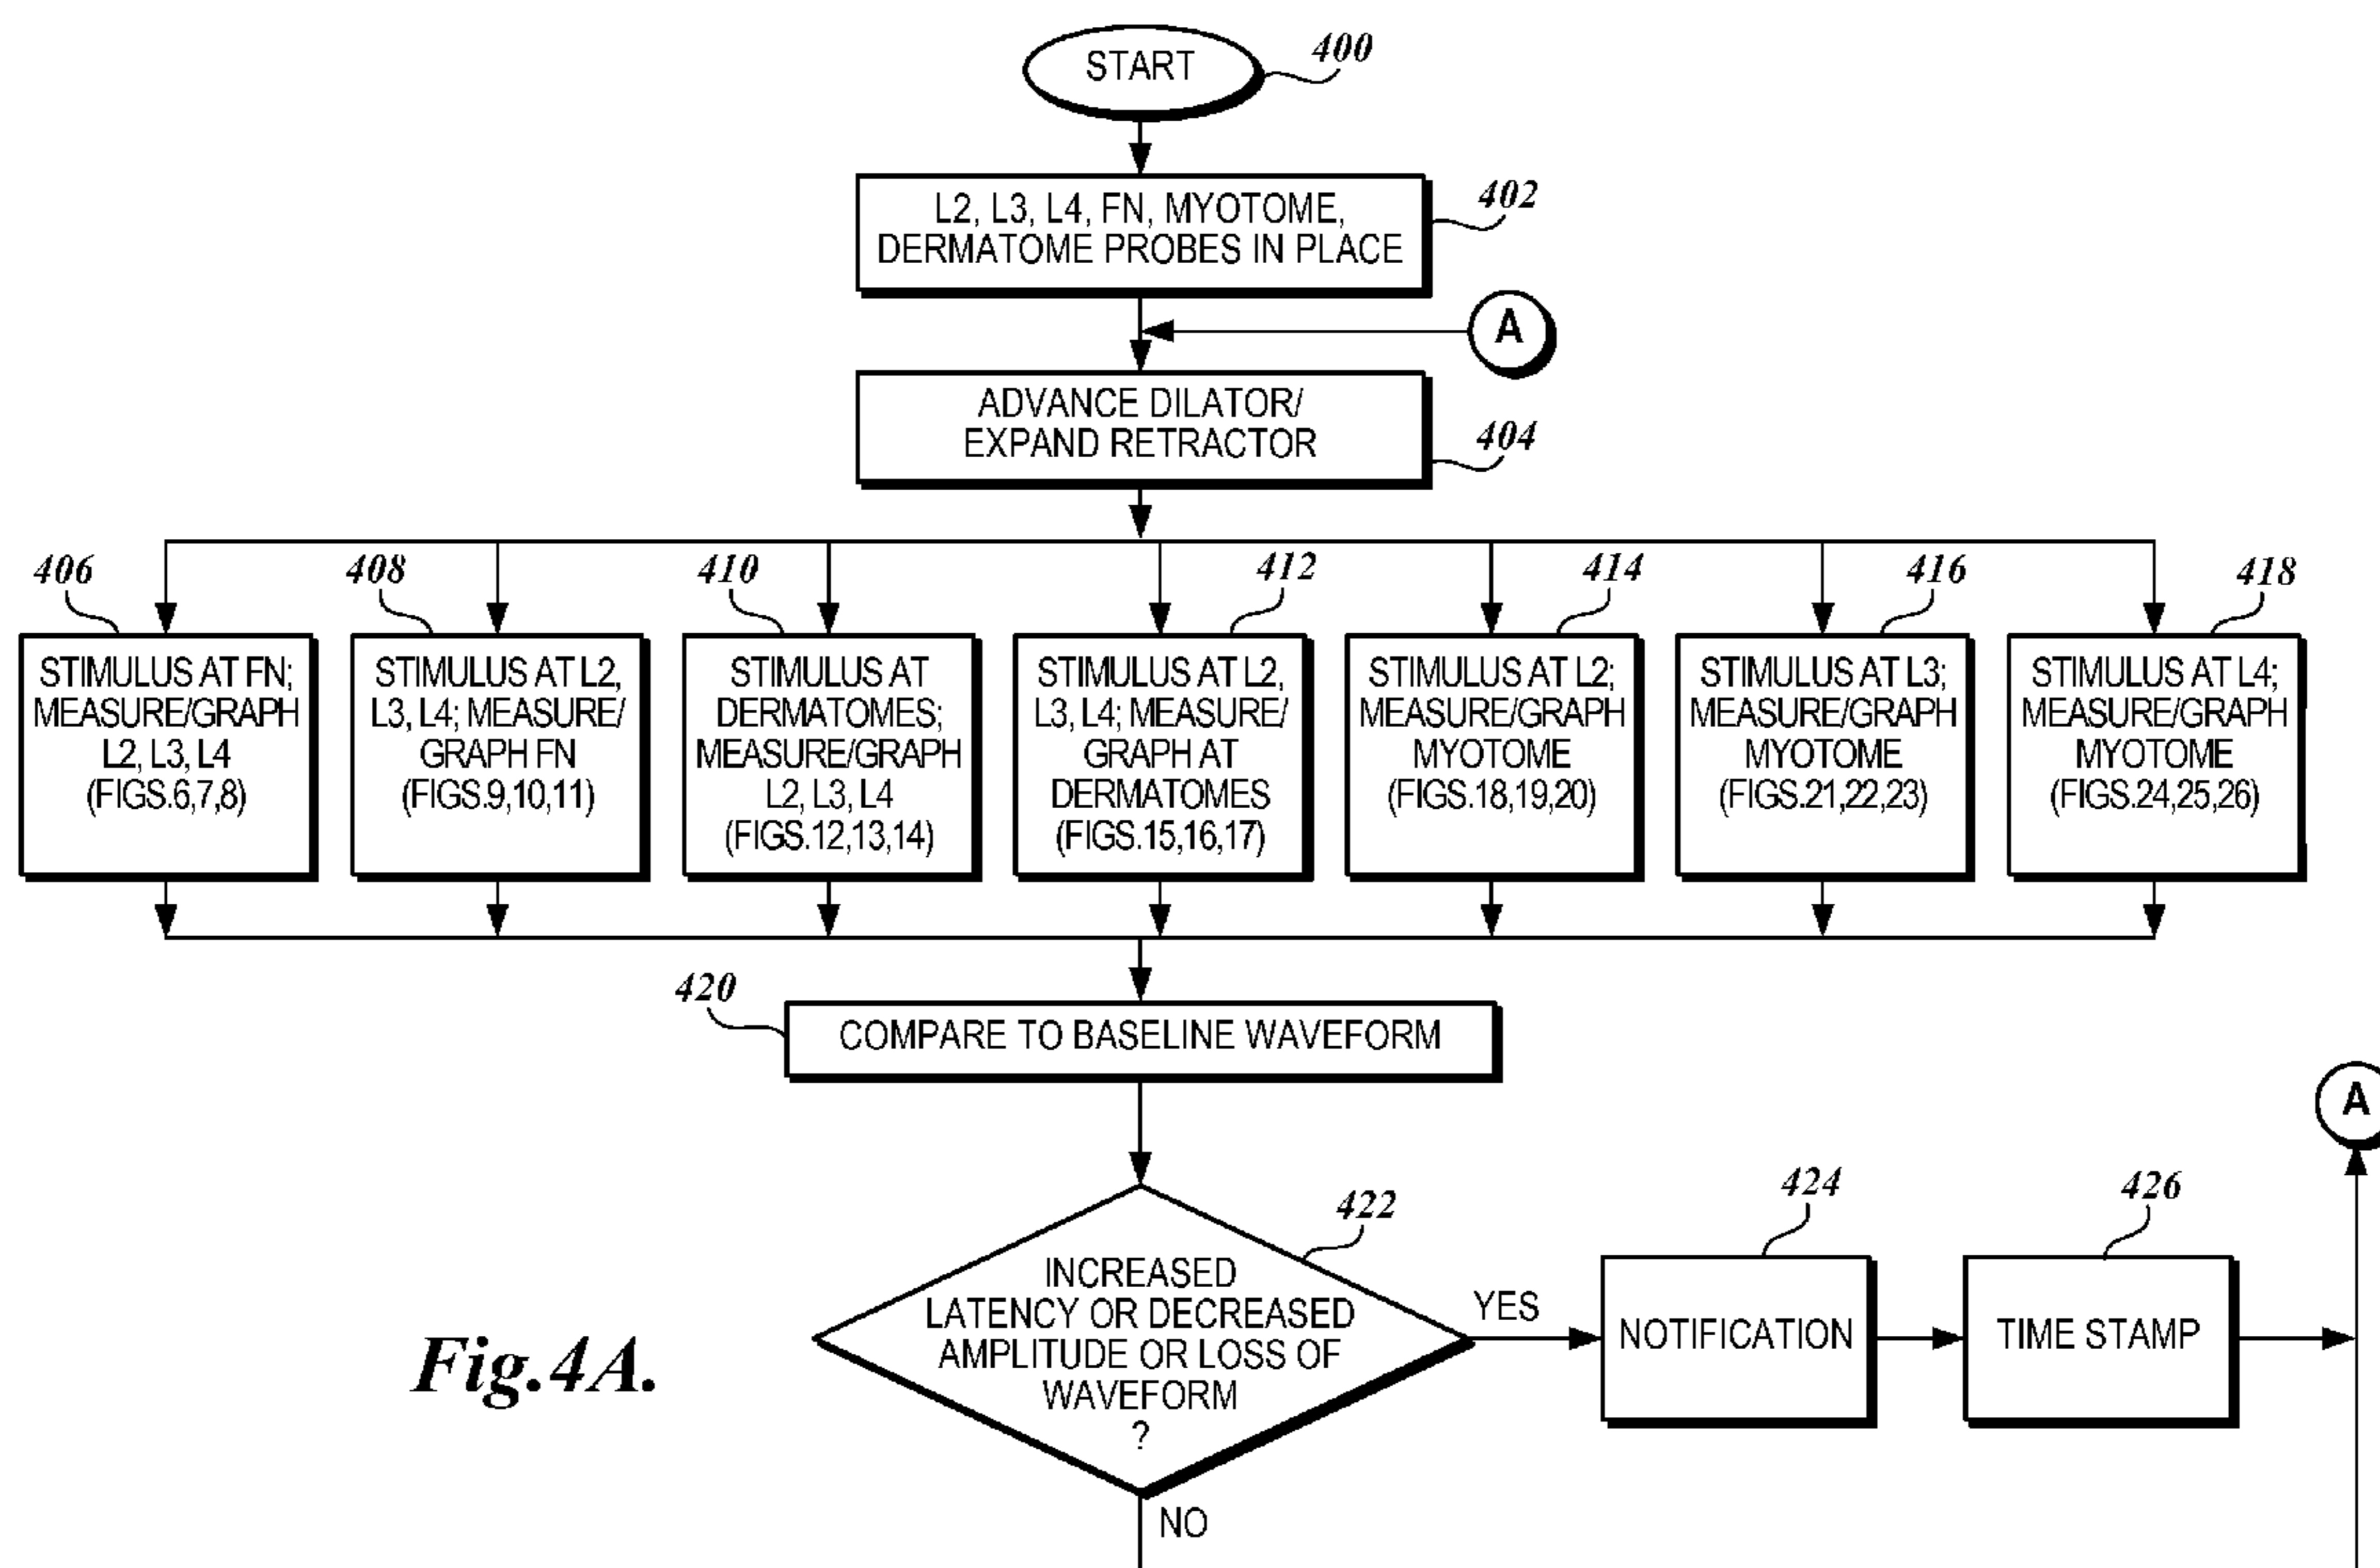 START
400
L2, L3, L4, FN, MYOTOME,
DERMATOME PROBES IN PLACE
402
A
ADVANCE DILATOR/
EXPAND RETRACTOR
404
406
STIMULUS AT FN;
MEASURE/GRAPH
L2, L3, L4
(FIGS.6,7,8)
408
STIMULUS AT L2,
L3, L4; MEASURE/
GRAPH FN
(FIGS.9,10,11)
410
STIMULUS AT
DERMATOMES;
MEASURE/GRAPH
L2, L3, L4
(FIGS.12,13,14)
412
STIMULUS AT L2,
L3, L4; MEASURE/
GRAPH AT
DERMATOMES
(FIGS.15,16,17)
414
STIMULUS AT L2;
MEASURE/GRAPH
MYOTOME
(FIGS.18,19,20)
416
STIMULUS AT L3;
MEASURE/GRAPH
MYOTOME
(FIGS.21,22,23)
418
STIMULUS AT L4;
MEASURE/GRAPH
MYOTOME
(FIGS.24,25,26)
420
COMPARE TO BASELINE WAVEFORM
A
422
INCREASED
LATENCY OR DECREASED
AMPLITUDE OR LOSS OF
WAVEFORM
?
YES
424
NOTIFICATION
426
TIME STAMP
NO
Fig.4A.